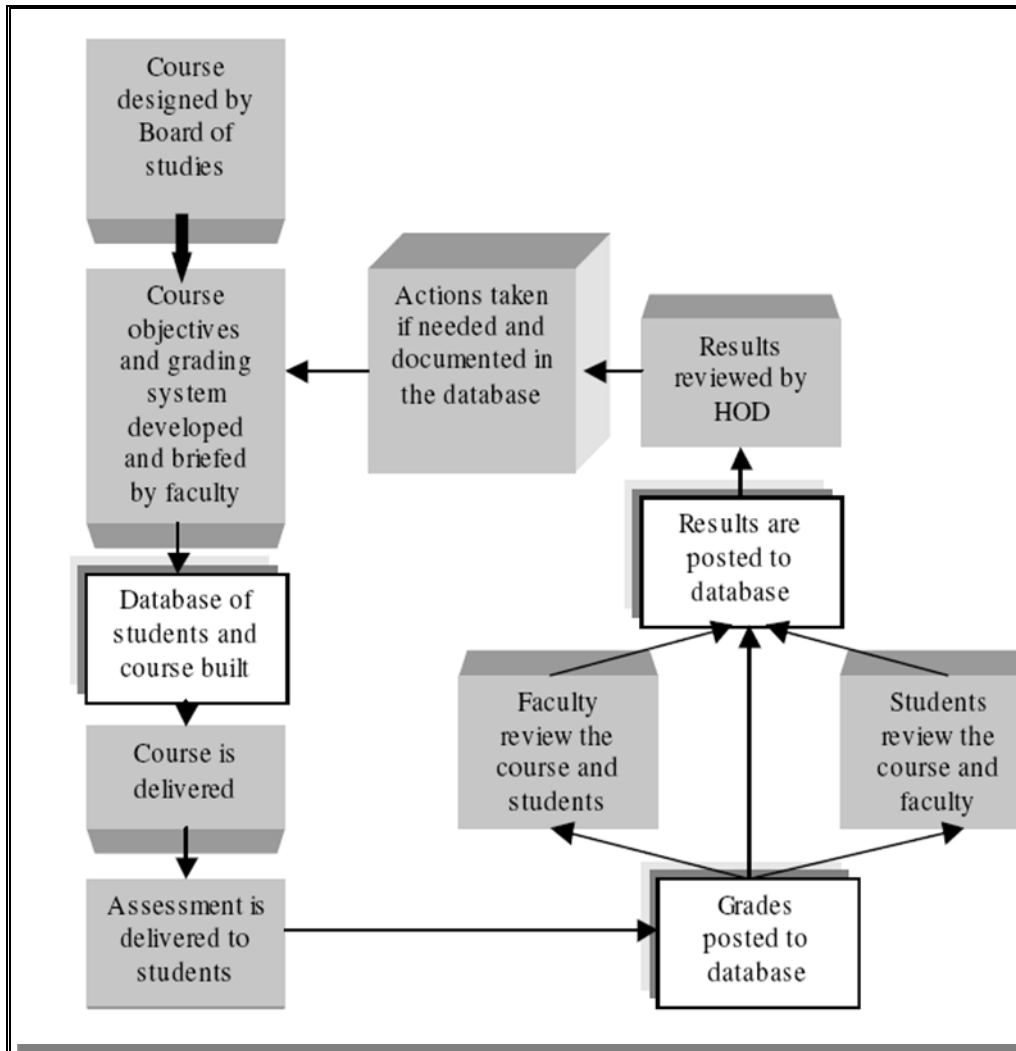 Course
designed by
Board of
studies
Course
objectives
and grading
system
developed
and briefed
by faculty
Database of
students and
course built
Course is
delivered
Assessment is
delivered to
students
Grades
posted to
database
Faculty
review the
course and
students
Students
review the
course and
faculty
Results are
posted to
database
Results
reviewed by
HOD
Actions taken
if needed and
documented in
the database